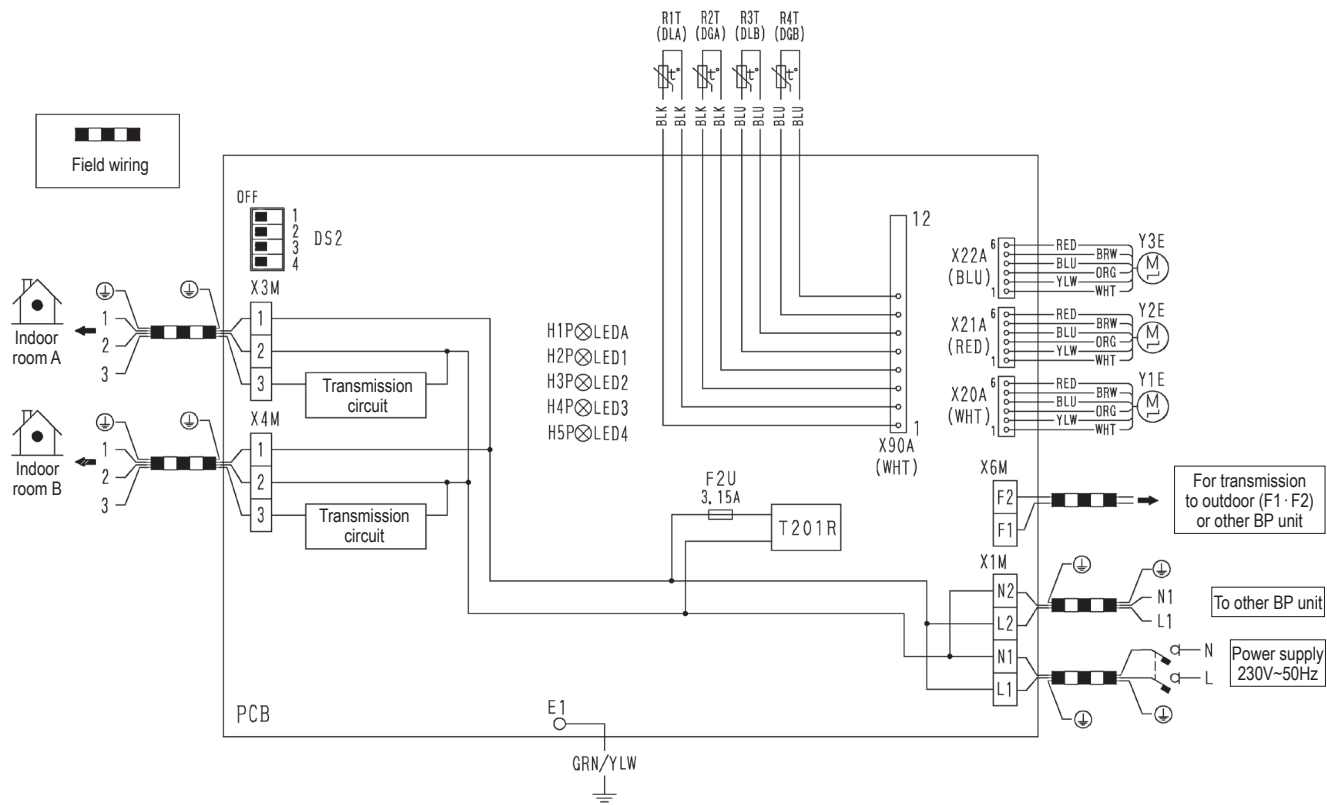 R1T R2T R3T R4T
(DLA) (DGA) (DLB) (DGB)
t° t° t° t°
BLK BLK BLK BLK BLU BLU BLU BLU
Field wiring
OFF
1
2
3
4
DS2
X3M
1
2
3
Transmission
circuit
Indoor
room A
1
2
3
X4M
1
2
3
Transmission
circuit
Indoor
room B
1
2
3
H1P LEDA
H2P LED1
H3P LED2
H4P LED3
H5P LED4
12
1
X90A
(WHT)
X22A
(BLU)
6
1
RED
BRW
BLU
ORG
YLW
WHT
Y3E
M
X21A
(RED)
6
1
RED
BRW
BLU
ORG
YLW
WHT
Y2E
M
X20A
(WHT)
6
1
RED
BRW
BLU
ORG
YLW
WHT
Y1E
M
F2U
3,15A
T201R
X6M
F2
F1
For transmission
to outdoor (F1·F2)
or other BP unit
X1M
N2
L2
N1
L1
N1
L1
To other BP unit
N
L
Power supply
230V~50Hz
PCB
E1
GRN/YLW